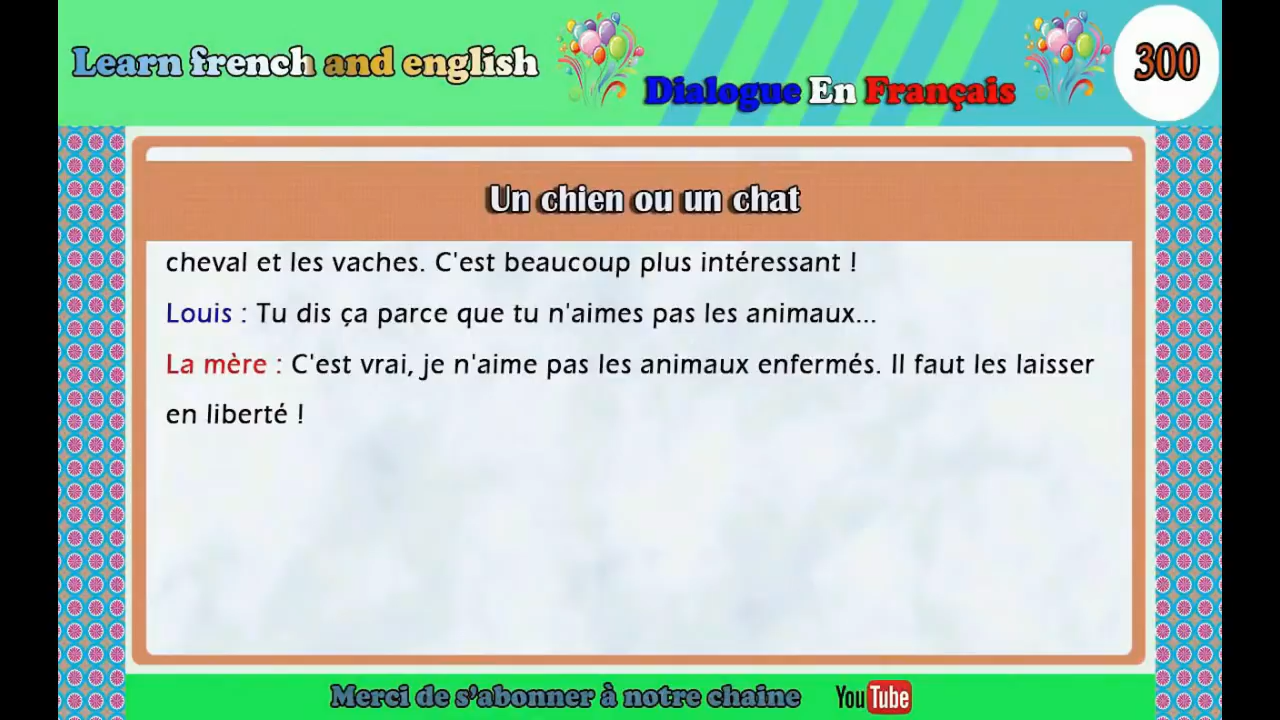 Learn french and english
Dialogue En Français
300
Un chien ou un chat
cheval et les vaches. C'est beaucoup plus intéressant !
Louis : Tu dis ça parce que tu n'aimes pas les animaux...
La mère : C'est vrai, je n'aime pas les animaux enfermés. Il faut les laisser
en liberté !
Merci de s'abonner à notre chaine
YouTube